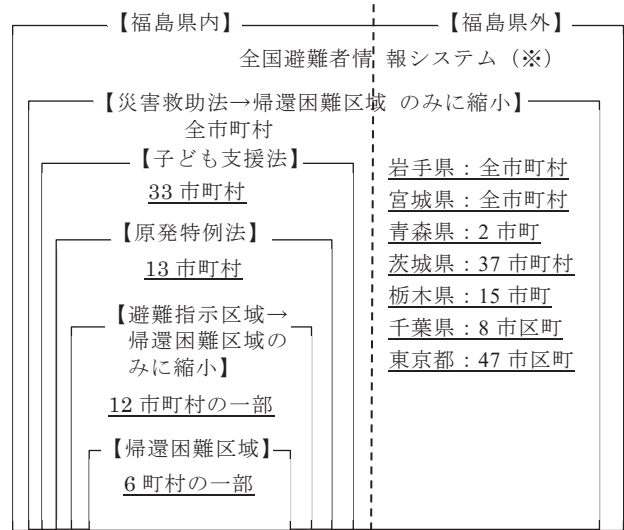 【福島県内】 【福島県外】
全国避難者情報システム(※)
【災害救助法→帰還困難区域 のみに縮小】
全市町村
【子ども支援法】
33 市町村
【原発特例法】
13 市町村
【避難指示区域→
帰還困難区域の
みに縮小】
12 市町村の一部
【帰還困難区域】
6 町村の一部
岩手県:全市町村
宮城県:全市町村
青森県:2 市町
茨城県:37 市町村
栃木県:15 市町
千葉県:8 市区町
東京都:47 市区町